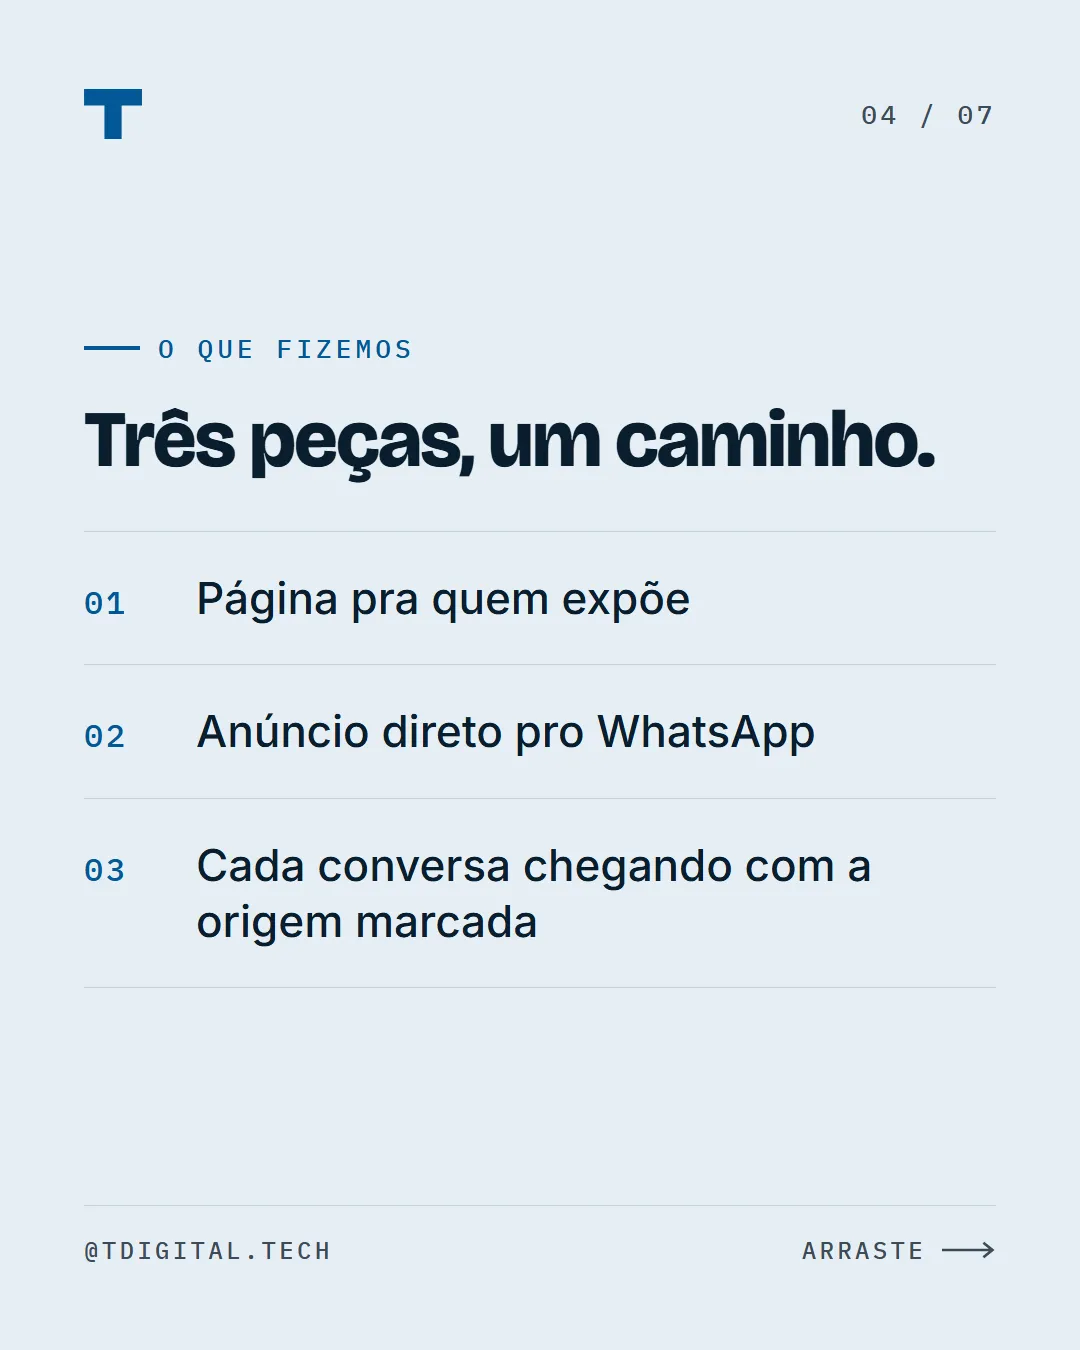 T
04 / 07
O QUE FIZEMOS
Três peças, um caminho.
01 Página pra quem expõe
02 Anúncio direto pro WhatsApp
03 Cada conversa chegando com a
origem marcada
@TDIGITAL.TECH
ARRASTE